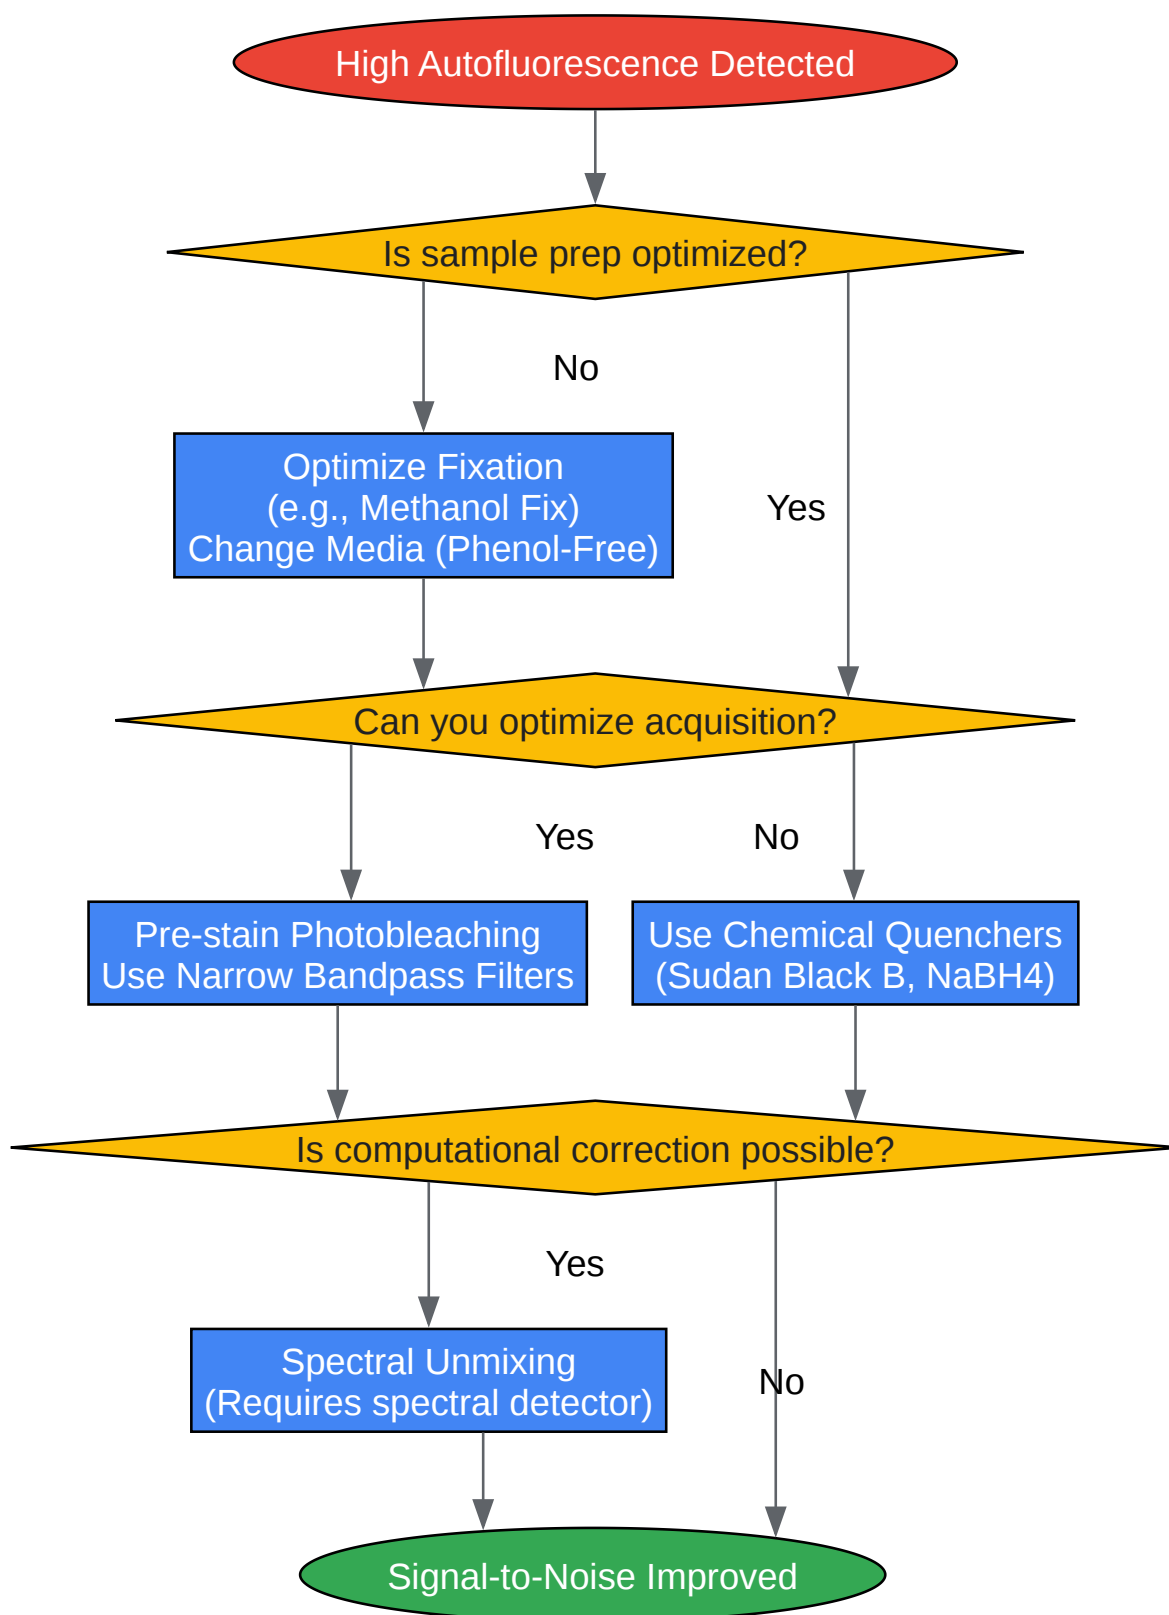 High Autofluorescence Detected
Is sample prep optimized?
No
Optimize Fixation
(e.g., Methanol Fix)
Change Media (Phenol-Free)
Yes
Can you optimize acquisition?
Yes
No
Pre-stain Photobleaching
Use Narrow Bandpass Filters
Use Chemical Quenchers
(Sudan Black B, NaBH4)
Is computational correction possible?
Yes
Spectral Unmixing
(Requires spectral detector)
No
Signal-to-Noise Improved